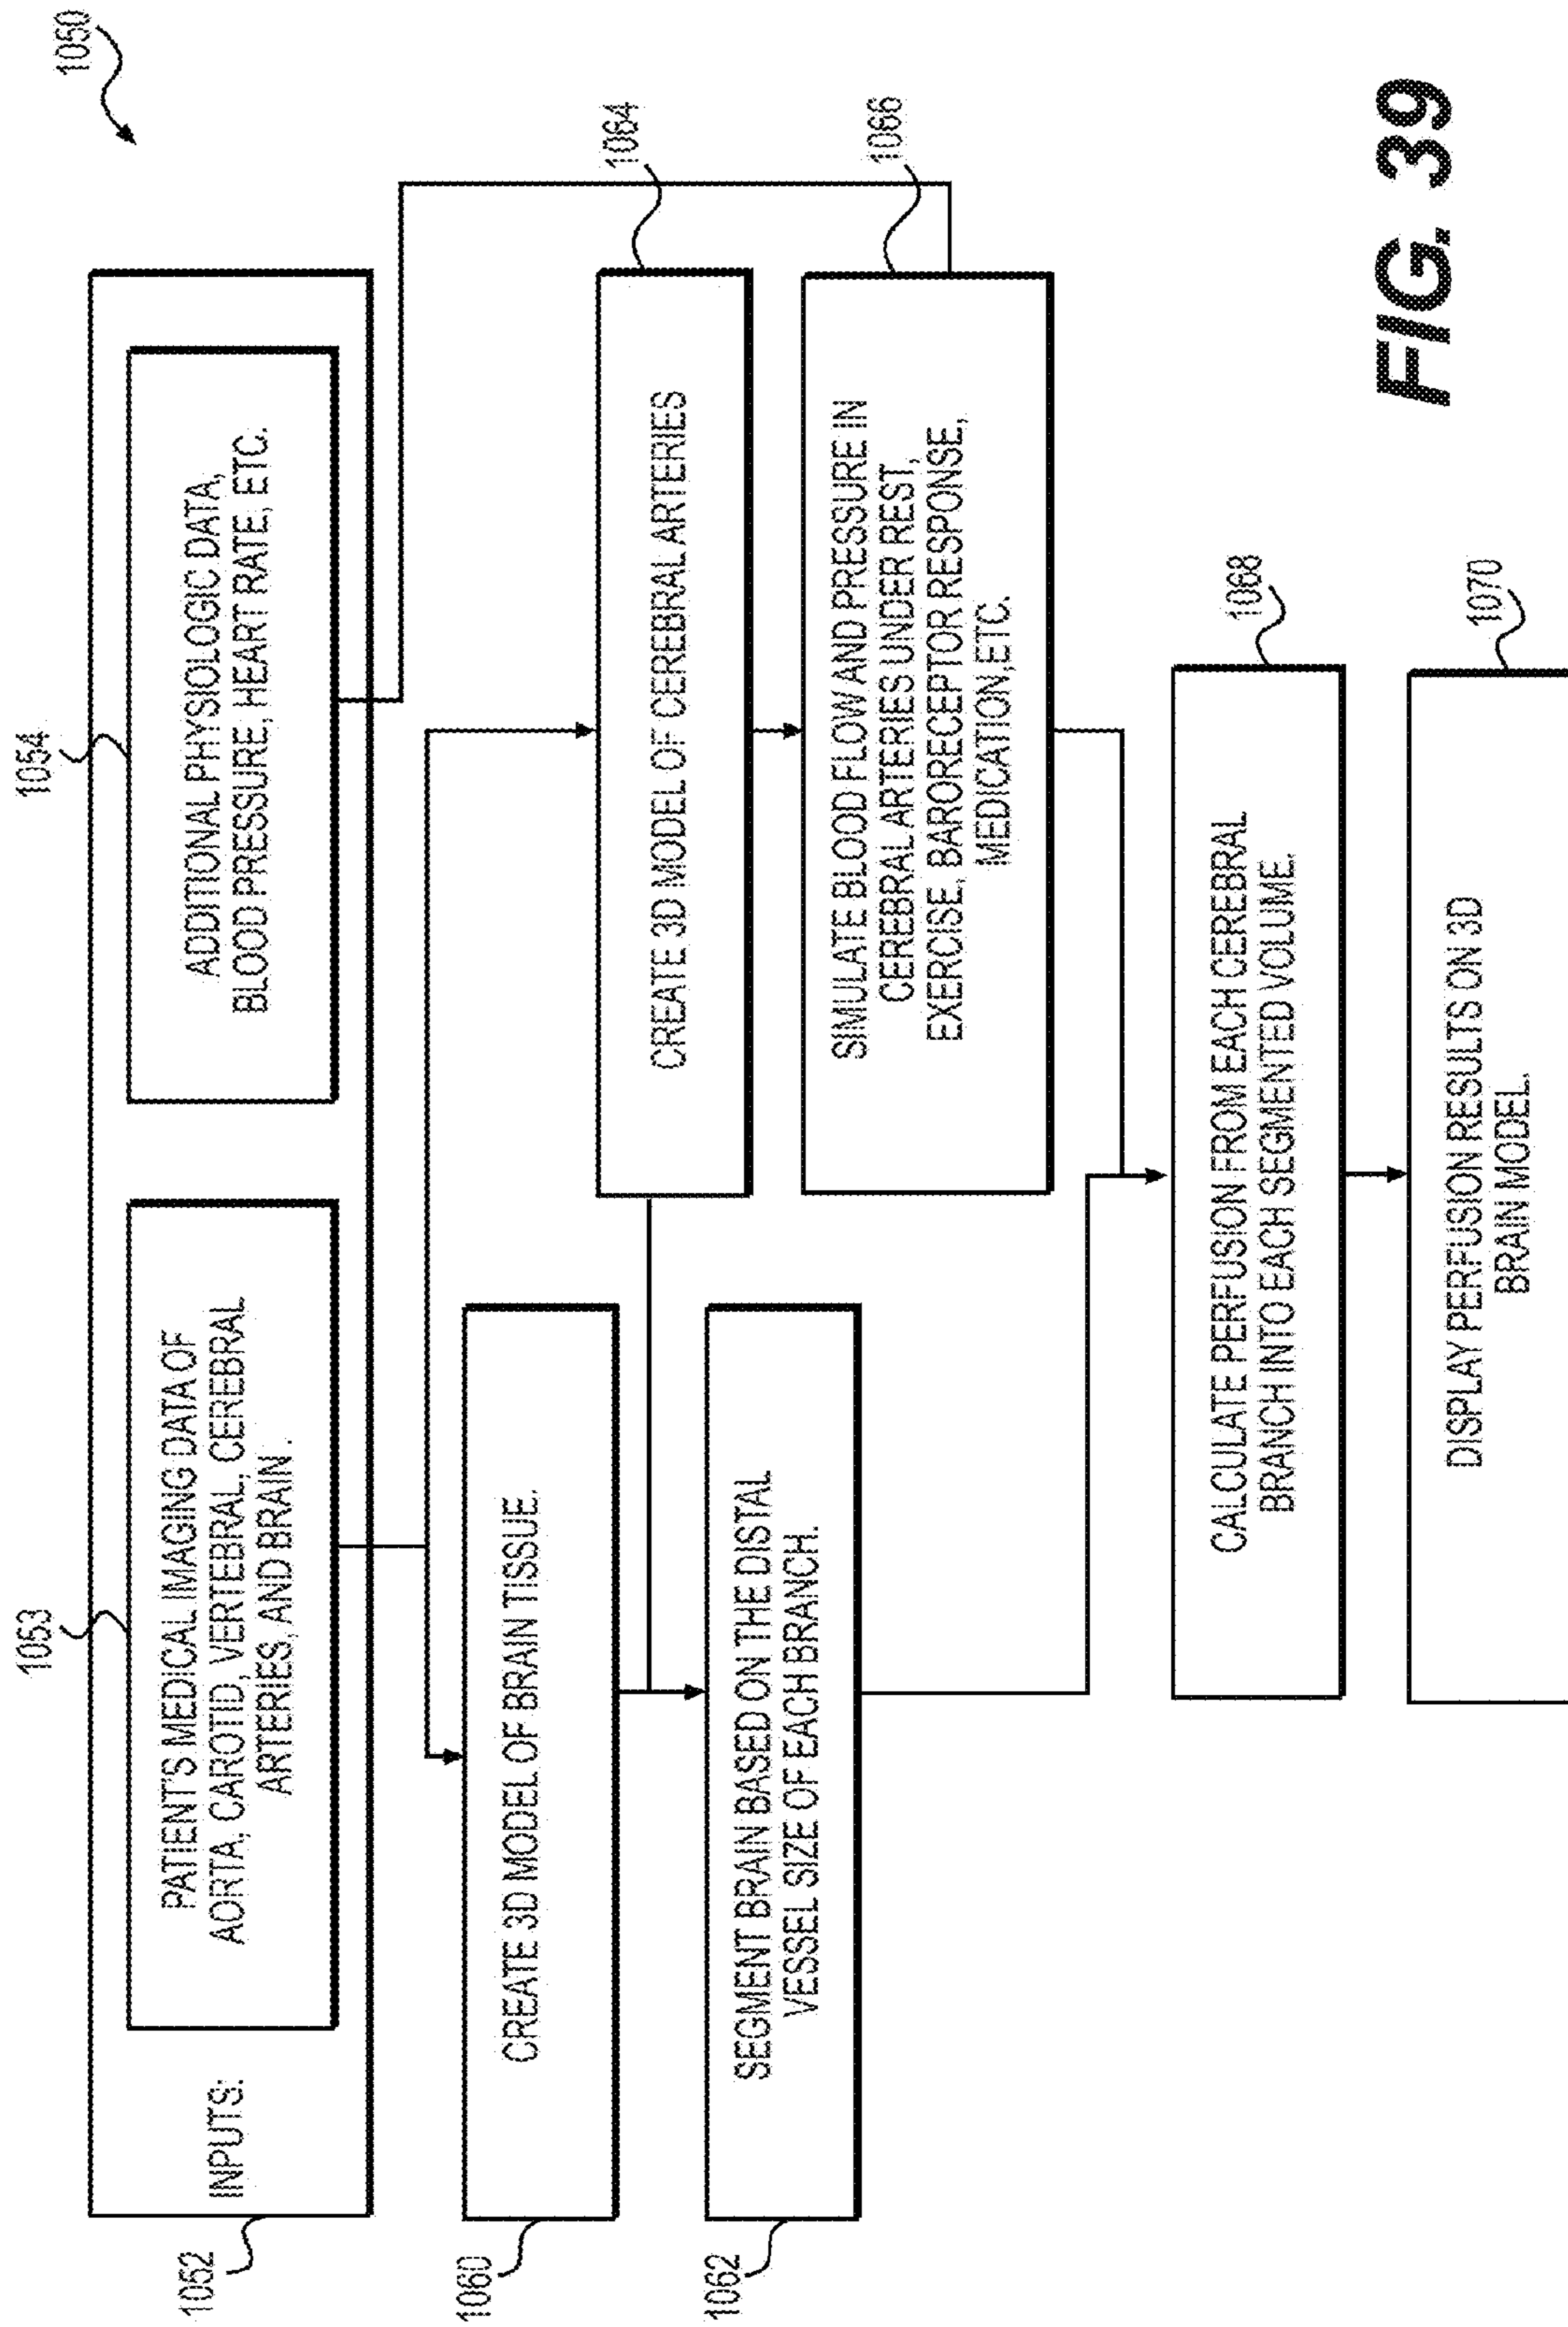 1050
1052
INPUTS:
1053
PATIENT'S MEDICAL IMAGING DATA OF
AORTA, CAROTID, VERTEBRAL, CEREBRAL
ARTERIES, AND BRAIN.
1054
ADDITIONAL PHYSIOLOGIC DATA,
BLOOD PRESSURE, HEART RATE, ETC.
1060
CREATE 3D MODEL OF BRAIN TISSUE.
1064
CREATE 3D MODEL OF CEREBRAL ARTERIES
1062
SEGMENT BRAIN BASED ON THE DISTAL
VESSEL SIZE OF EACH BRANCH.
1066
SIMULATE BLOOD FLOW AND PRESSURE IN
CEREBRAL ARTERIES UNDER REST,
EXERCISE, BARORECEPTOR RESPONSE,
MEDICATION,ETC.
1068
CALCULATE PERFUSION FROM EACH CEREBRAL
BRANCH INTO EACH SEGMENTED VOLUME.
1070
DISPLAY PERFUSION RESULTS ON 3D
BRAIN MODEL.
FIG. 39